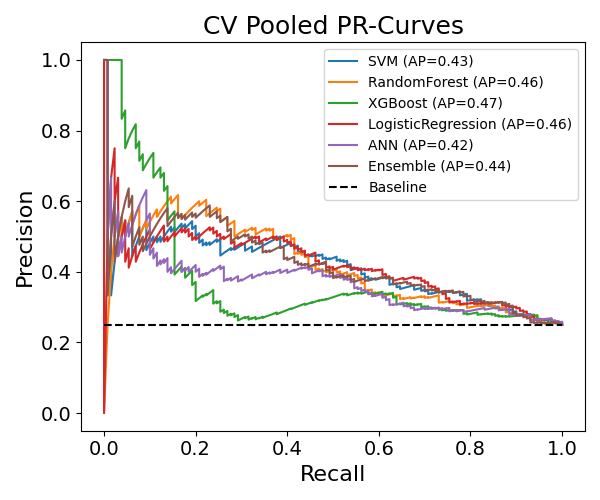 CV Pooled PR-Curves
SVM (AP=0.43)
RandomForest (AP=0.46)
XGBoost (AP=0.47)
LogisticRegression (AP=0.46)
ANN (AP=0.42)
Ensemble (AP=0.44)
Baseline
Precision
1.0
0.8
0.6
0.4
0.2
0.0
0.0 0.2 0.4 0.6 0.8 1.0
Recall